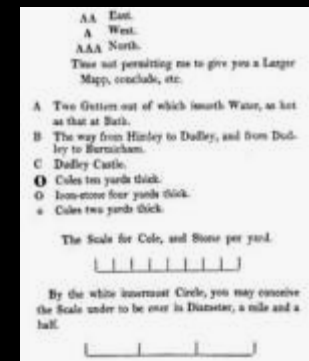 AA East.
A West.
AAA North.
Time not permitting me to give you a Larger
Mapp, conclude, etc.
A Two Gutters out of which issueth Water, as hot
as that at Bath.
B The way from Himley to Dudley, and from Dud-
ley to Burmicham.
C Dudley Castle.
O Coles ten yards thick.
O Iron-stone four yards thick.
o Coles two yards thick.
The Scale for Cole, and Stone per yard.
By the white innermost Circle, you may conceive
the Scale under to be over in Diameter, a mile and a
half.